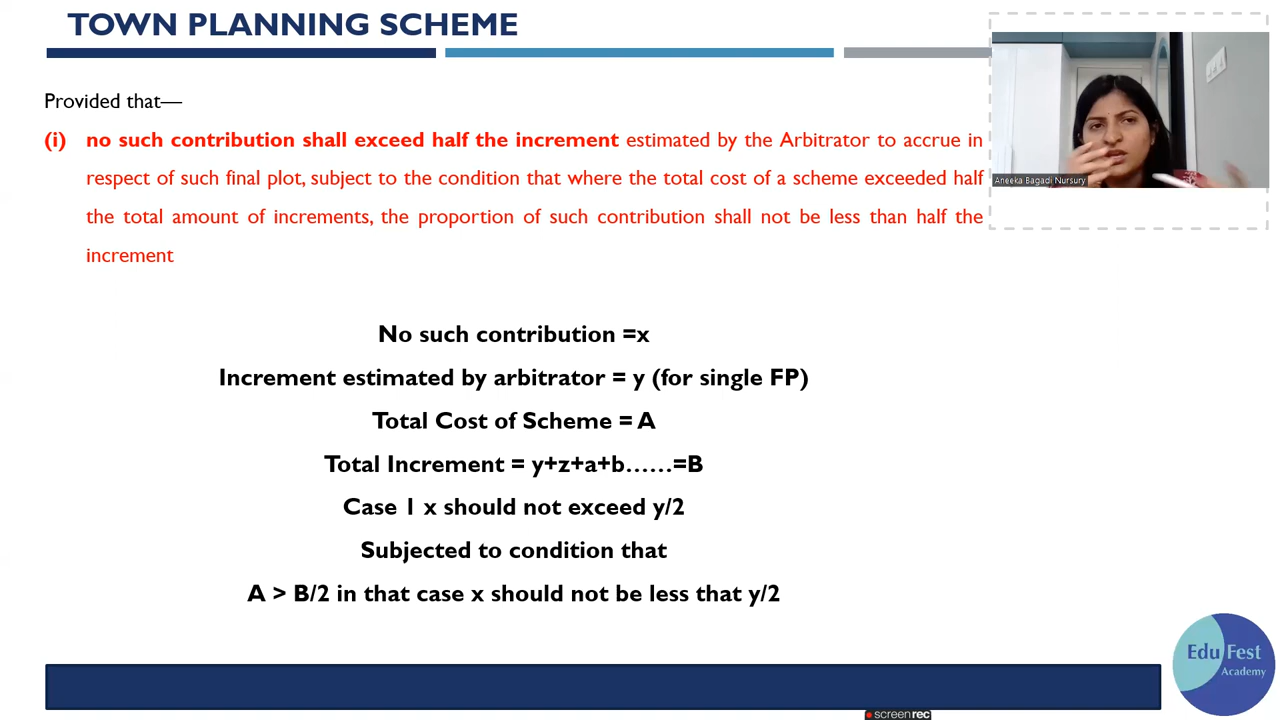 TOWN PLANNING SCHEME
Provided that—
(i) no such contribution shall exceed half the increment estimated by the Arbitrator to accrue in
respect of such final plot, subject to the condition that where the total cost of a scheme exceeded half
the total amount of increments, the proportion of such contribution shall not be less than half the
increment
Aneeka Bagadi Nursury
No such contribution =x
Increment estimated by arbitrator = y (for single FP)
Total Cost of Scheme = A
Total Increment = y+z+a+b……=B
Case 1 x should not exceed y/2
Subjected to condition that
A > B/2 in that case x should not be less that y/2
Edu Fest
Academy
screenrec